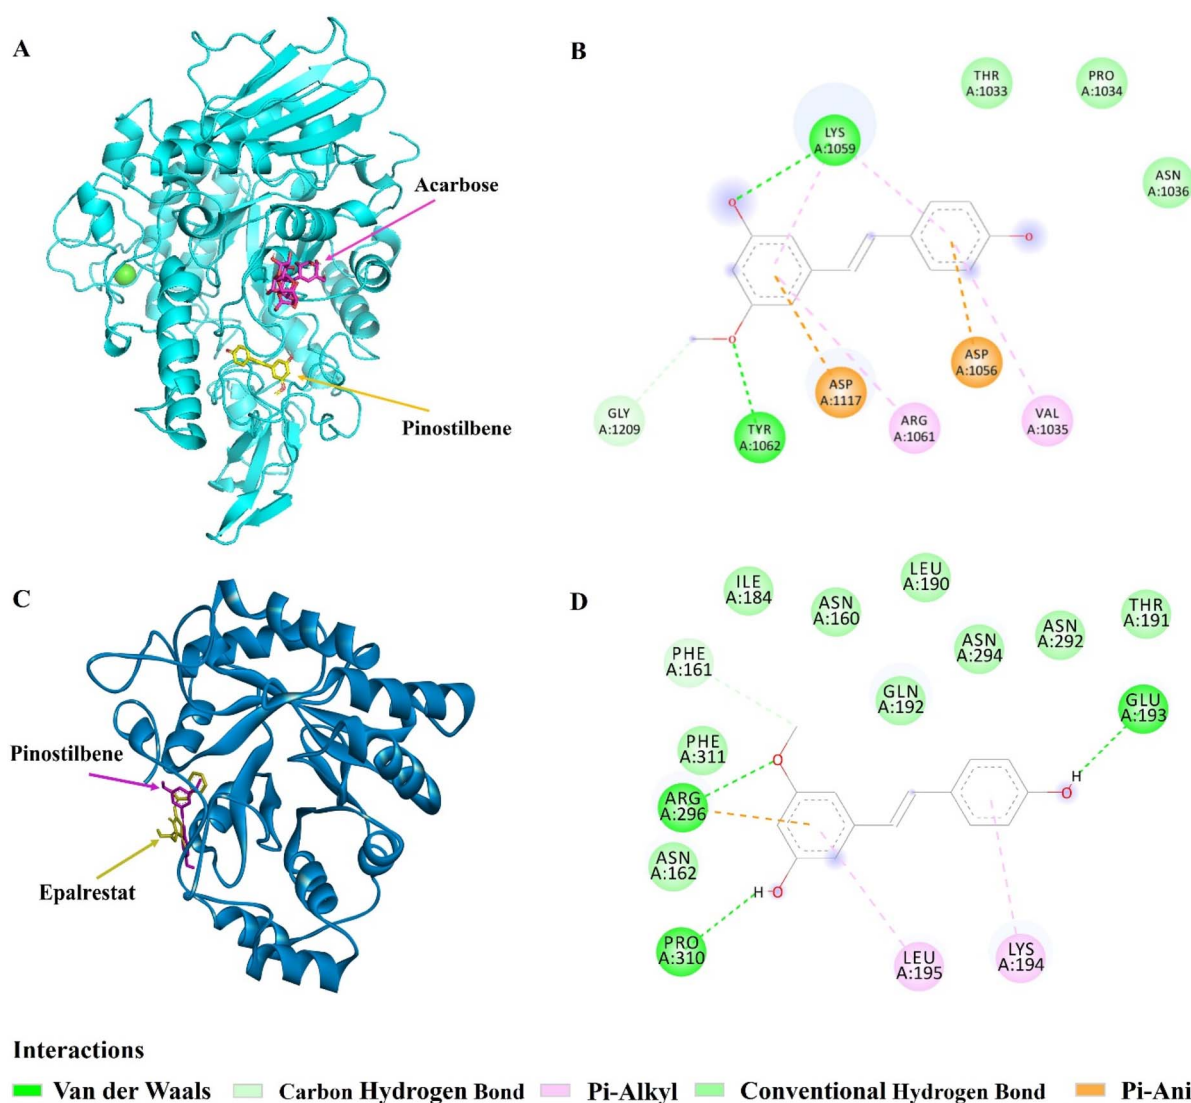 A
Acarbose
Pinostilbene
B
THR
A:1033
PRO
A:1034
LYS
A:1059
ASN
A:1036
O
O
O
ASP
A:1056
ASP
A:1117
GLY
A:1209
TYR
A:1062
ARG
A:1061
VAL
A:1035
C
Pinostilbene
Epalrestat
D
ILE
A:184
ASN
A:160
LEU
A:190
THR
A:191
ASN
A:292
ASN
A:294
PHE
A:161
GLN
A:192
GLU
A:193
PHE
A:311
O
H
O
ARG
A:296
ASN
A:162
H O
PRO
A:310
LEU
A:195
LYS
A:194
Interactions
Van der Waals Carbon Hydrogen Bond Pi-Alkyl Conventional Hydrogen Bond Pi-Ani